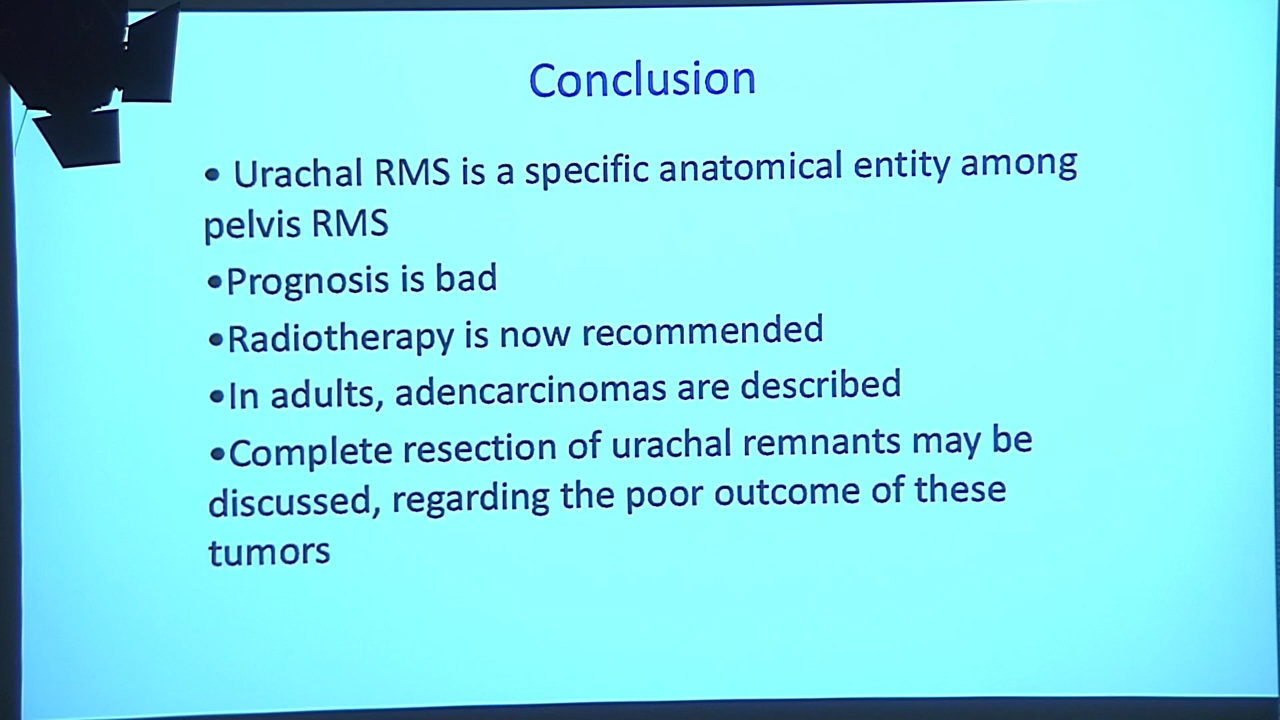 Conclusion
• Urachal RMS is a specific anatomical entity among
pelvis RMS
•Prognosis is bad
•Radiotherapy is now recommended
•In adults, adencarcinomas are described
•Complete resection of urachal remnants may be
discussed, regarding the poor outcome of these
tumors